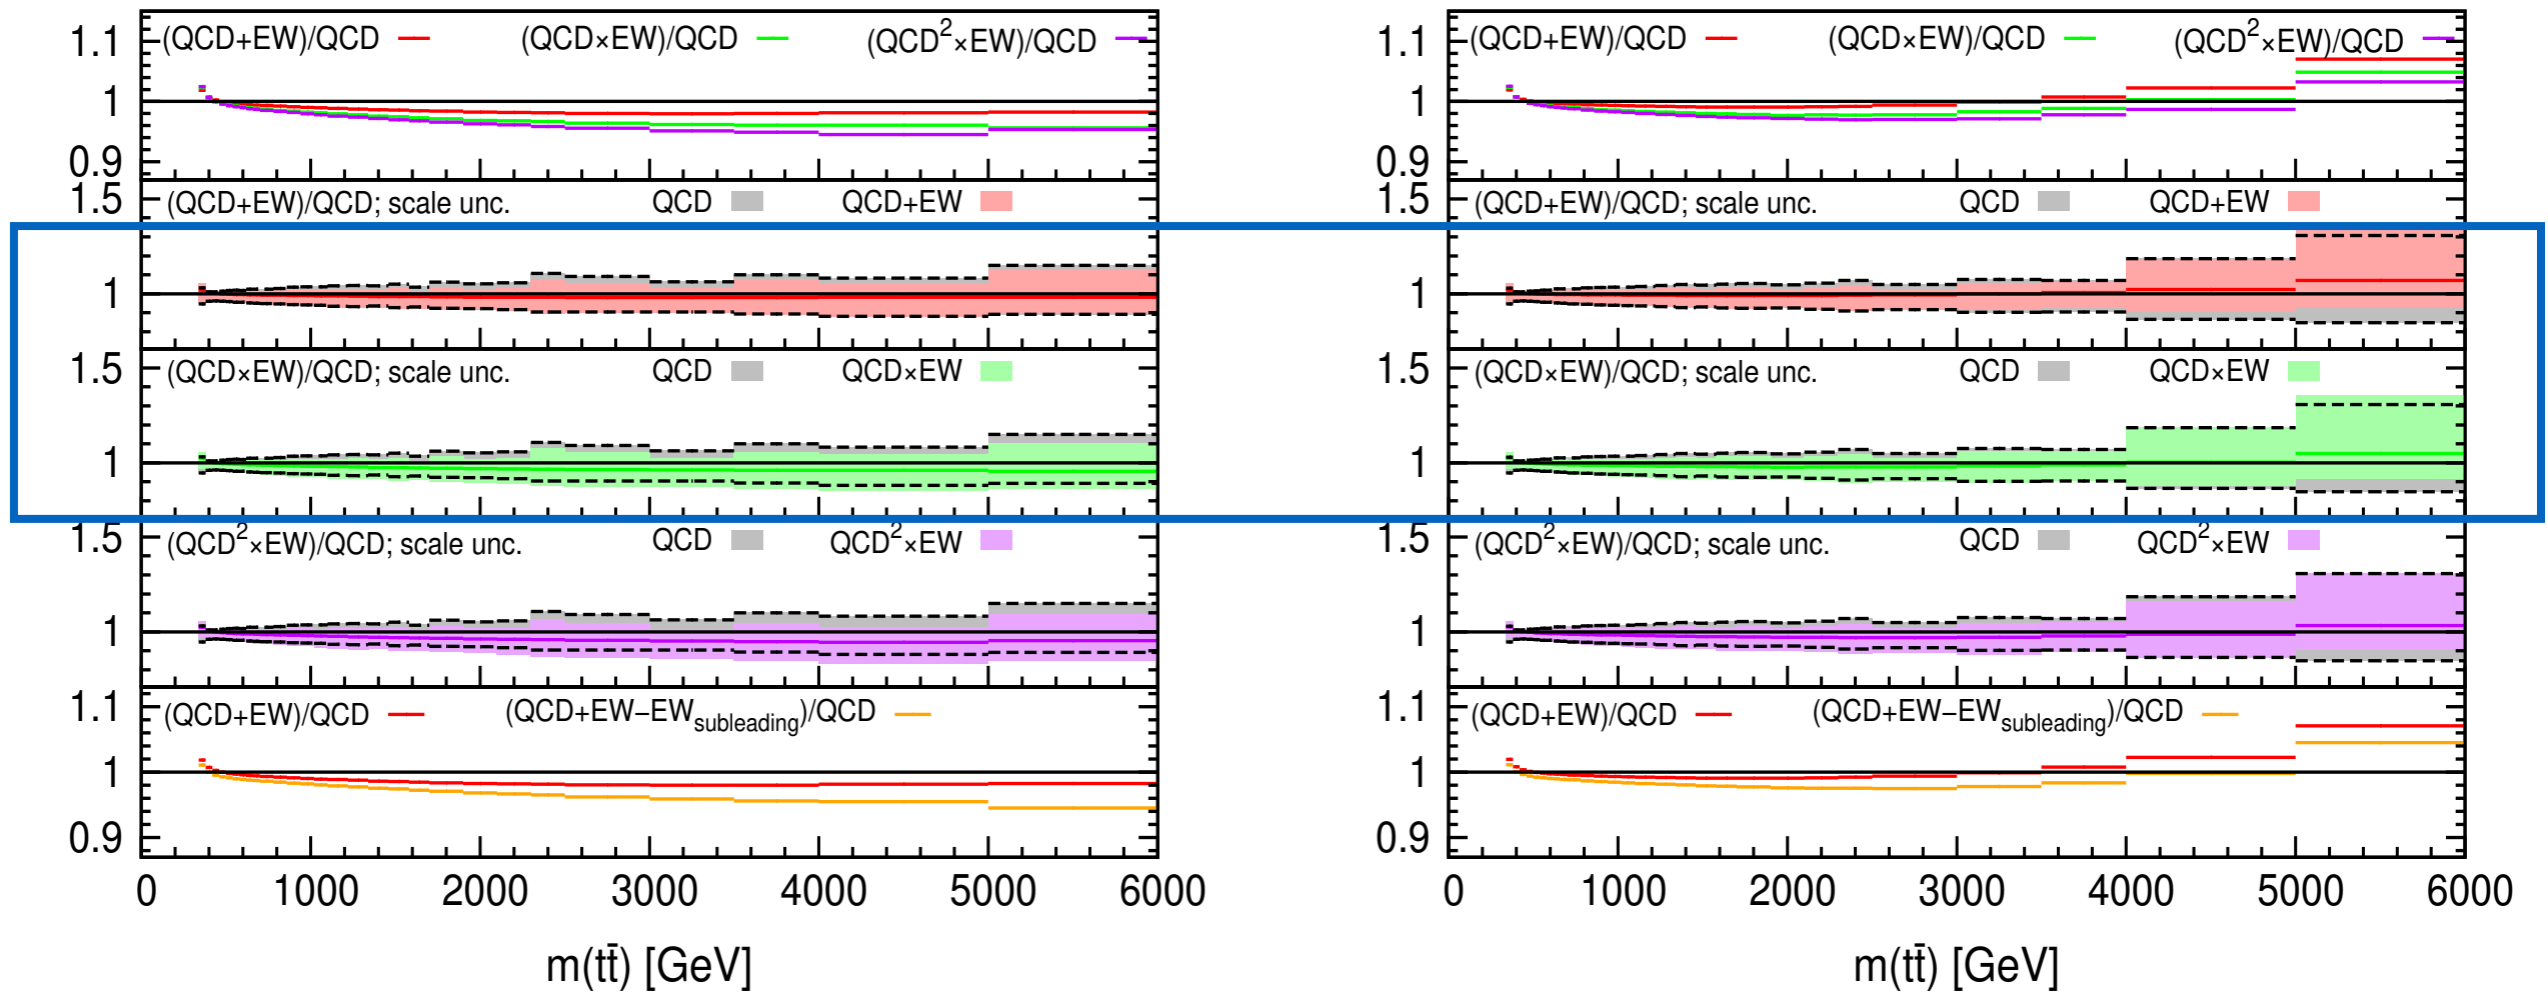 1.1 (QCD+EW)/QCD (QCD×EW)/QCD (QCD²×EW)/QCD
1
0.9
1.5 (QCD+EW)/QCD; scale unc. QCD QCD+EW
1
1.5 (QCD×EW)/QCD; scale unc. QCD QCD×EW
1
1.5 (QCD²×EW)/QCD; scale unc. QCD QCD²×EW
1
1.1 (QCD+EW)/QCD (QCD+EW−EWsubleading)/QCD
1
0.9
0 1000 2000 3000 4000 5000 6000
m(tt̄) [GeV]
1.1 (QCD+EW)/QCD (QCD×EW)/QCD (QCD²×EW)/QCD
1
0.9
1.5 (QCD+EW)/QCD; scale unc. QCD QCD+EW
1
1.5 (QCD×EW)/QCD; scale unc. QCD QCD×EW
1
1.5 (QCD²×EW)/QCD; scale unc. QCD QCD²×EW
1
1.1 (QCD+EW)/QCD (QCD+EW−EWsubleading)/QCD
1
0.9
0 1000 2000 3000 4000 5000 6000
m(tt̄) [GeV]